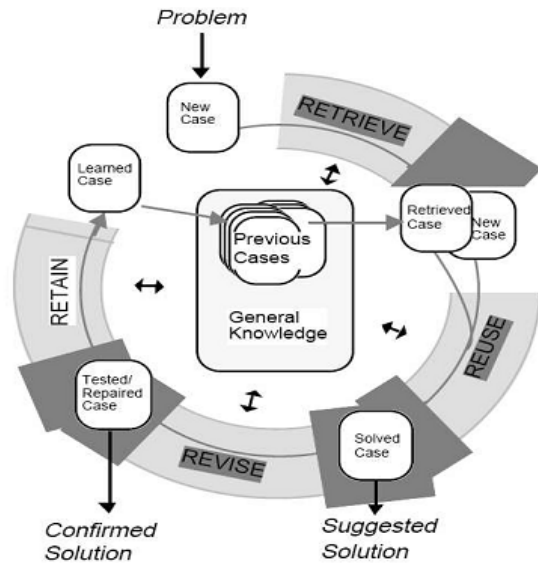 Problem
New
Case
RETRIEVE
Learned
Case
Retrieved
Case
New
Case
Previous
Cases
General
Knowledge
RETAIN
REUSE
Tested/
Repaired
Case
Solved
Case
REVISE
Confirmed
Solution
Suggested
Solution